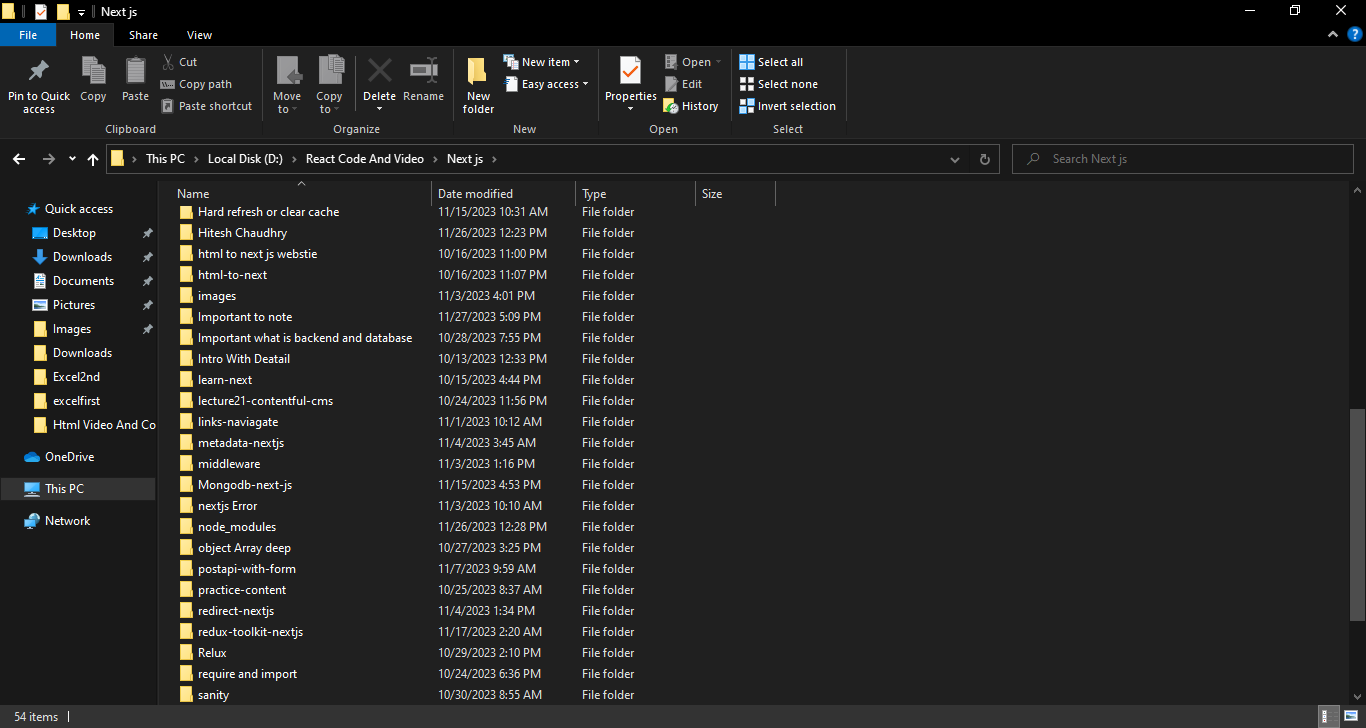 Next js
File Home Share View
Pin to Quick access
Copy
Paste
Cut
Copy path
Paste shortcut
Clipboard
Move to
Copy to
Delete
Rename
Organize
New folder
New item
Easy access
New
Properties
Open
Edit
History
Open
Select all
Select none
Invert selection
Select
This PC › Local Disk (D:) › React Code And Video › Next js ›
Search Next js
Quick access
Desktop
Downloads
Documents
Pictures
Images
Downloads
Excel2nd
excelfirst
Html Video And Co
OneDrive
This PC
Network
Name Date modified Type Size
Hard refresh or clear cache 11/15/2023 10:31 AM File folder
Hitesh Chaudhry 11/26/2023 12:23 PM File folder
html to next js webstie 10/16/2023 11:00 PM File folder
html-to-next 10/16/2023 11:07 PM File folder
images 11/3/2023 4:01 PM File folder
Important to note 11/27/2023 5:09 PM File folder
Important what is backend and database 10/28/2023 7:55 PM File folder
Intro With Deatail 10/13/2023 12:33 PM File folder
learn-next 10/15/2023 4:44 PM File folder
lecture21-contentful-cms 10/24/2023 11:56 PM File folder
links-naviagate 11/1/2023 10:12 AM File folder
metadata-nextjs 11/4/2023 3:45 AM File folder
middleware 11/3/2023 1:16 PM File folder
Mongodb-next-js 11/15/2023 4:53 PM File folder
nextjs Error 11/3/2023 10:10 AM File folder
node_modules 11/26/2023 12:28 PM File folder
object Array deep 10/27/2023 3:25 PM File folder
postapi-with-form 11/7/2023 9:59 AM File folder
practice-content 10/25/2023 8:37 AM File folder
redirect-nextjs 11/4/2023 1:34 PM File folder
redux-toolkit-nextjs 11/17/2023 2:20 AM File folder
Relux 10/29/2023 2:10 PM File folder
require and import 10/24/2023 6:36 PM File folder
sanity 10/30/2023 8:55 AM File folder
54 items